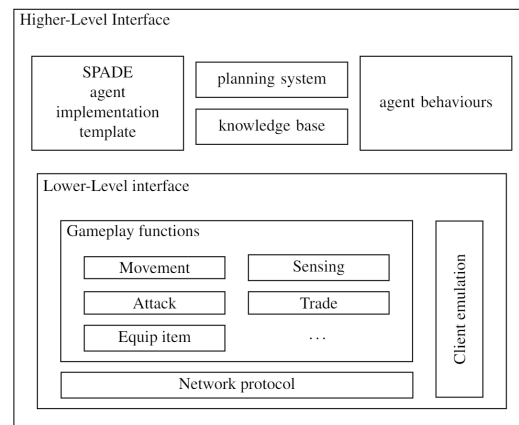 Higher-Level Interface
SPADE
agent
implementation
template
planning system
knowledge base
agent behaviours
Lower-Level interface
Gameplay functions
Movement
Sensing
Attack
Trade
Equip item
...
Client emulation
Network protocol